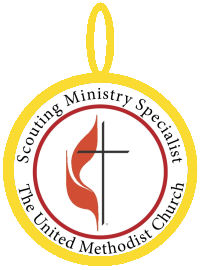 Scouting Ministry Specialist
The United Methodist Church